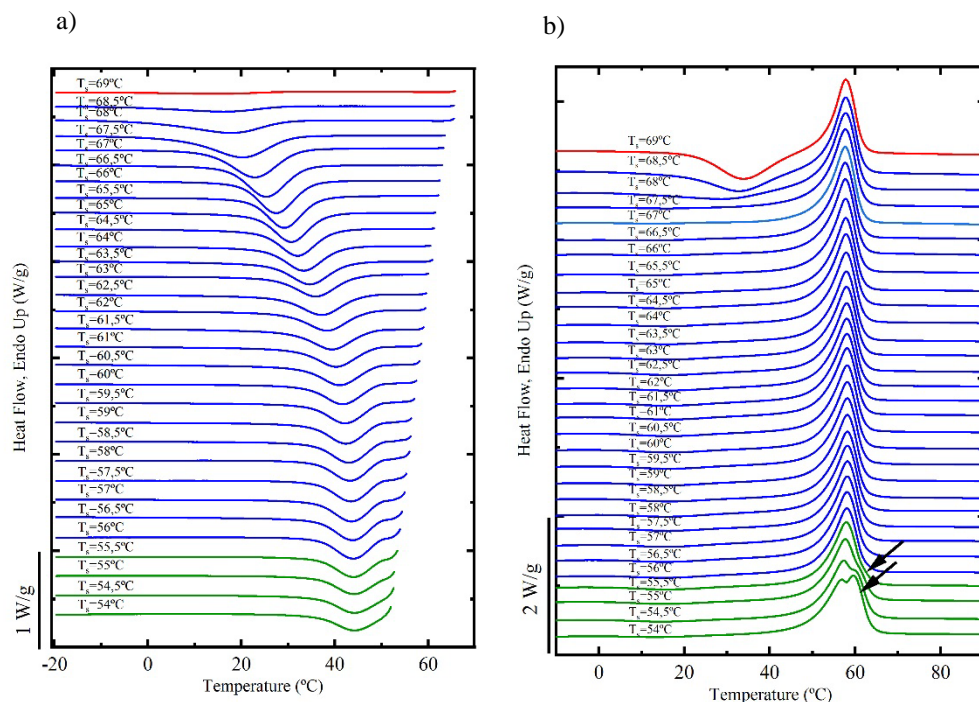 a)
Tₛ=69ºC
Tₛ=68,5ºC
Tₛ=68ºC
Tₛ=67,5ºC
Tₛ=67ºC
Tₛ=66,5ºC
Tₛ=66ºC
Tₛ=65,5ºC
Tₛ=65ºC
Tₛ=64,5ºC
Tₛ=64ºC
Tₛ=63,5ºC
Tₛ=63ºC
Tₛ=62,5ºC
Tₛ=62ºC
Tₛ=61,5ºC
Tₛ=61ºC
Tₛ=60,5ºC
Tₛ=60ºC
Tₛ=59,5ºC
Tₛ=59ºC
Tₛ=58,5ºC
Tₛ=58ºC
Tₛ=57,5ºC
Tₛ=57ºC
Tₛ=56,5ºC
Tₛ=56ºC
Tₛ=55,5ºC
Tₛ=55ºC
Tₛ=54,5ºC
Tₛ=54ºC
Heat Flow, Endo Up (W/g)
1 W/g
-20 0 20 40 60
Temperature (ºC)
b)
Tₛ=69ºC
Tₛ=68,5ºC
Tₛ=68ºC
Tₛ=67,5ºC
Tₛ=67ºC
Tₛ=66,5ºC
Tₛ=66ºC
Tₛ=65,5ºC
Tₛ=65ºC
Tₛ=64,5ºC
Tₛ=64ºC
Tₛ=63,5ºC
Tₛ=63ºC
Tₛ=62,5ºC
Tₛ=62ºC
Tₛ=61,5ºC
Tₛ=61ºC
Tₛ=60,5ºC
Tₛ=60ºC
Tₛ=59,5ºC
Tₛ=59ºC
Tₛ=58,5ºC
Tₛ=58ºC
Tₛ=57,5ºC
Tₛ=57ºC
Tₛ=56,5ºC
Tₛ=56ºC
Tₛ=55,5ºC
Tₛ=55ºC
Tₛ=54,5ºC
Tₛ=54ºC
Heat Flow, Endo Up (W/g)
2 W/g
0 20 40 60 80
Temperature (ºC)